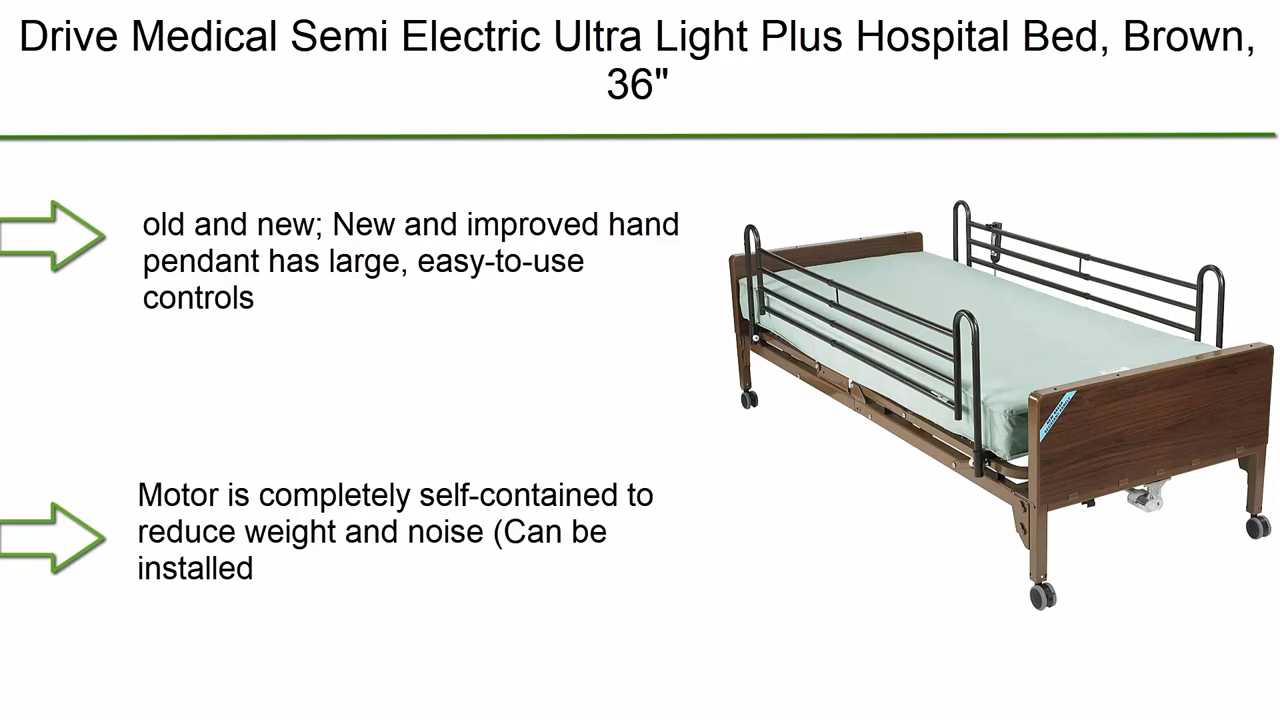 Drive Medical Semi Electric Ultra Light Plus Hospital Bed, Brown,
36"
old and new; New and improved hand
pendant has large, easy-to-use
controls
Motor is completely self-contained to
reduce weight and noise (Can be
installed